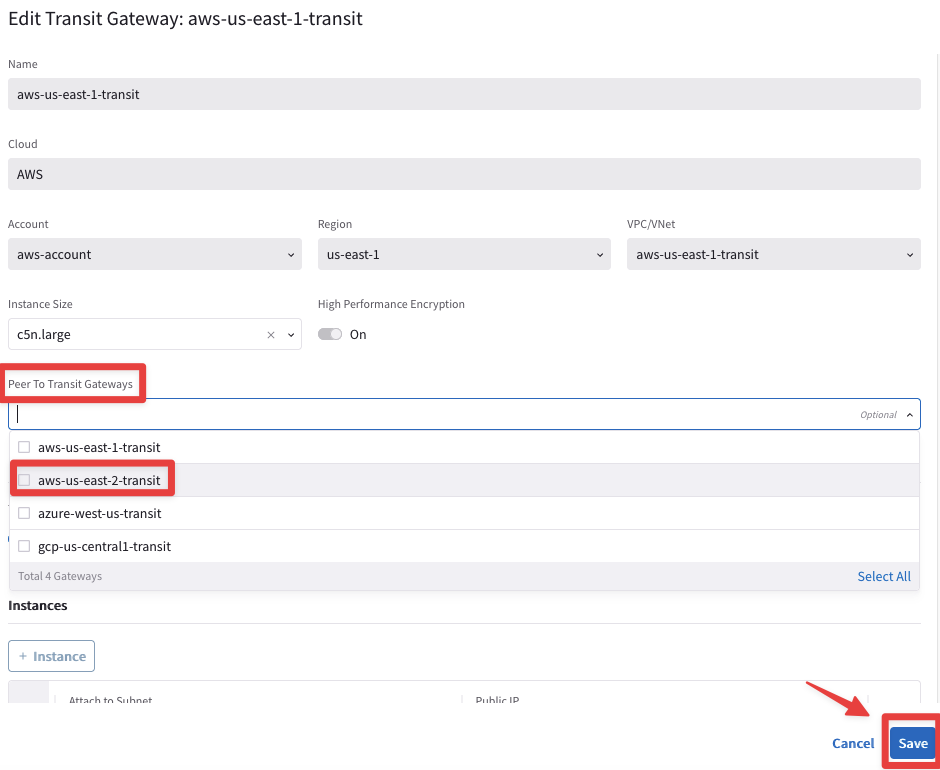 Edit Transit Gateway: aws-us-east-1-transit
Name
aws-us-east-1-transit
Cloud
AWS
Account Region VPC/VNet
aws-account us-east-1 aws-us-east-1-transit
Instance Size High Performance Encryption
c5n.large On
Peer To Transit Gateways
Optional
aws-us-east-1-transit
aws-us-east-2-transit
azure-west-us-transit
gcp-us-central1-transit
Total 4 Gateways Select All
Instances
+ Instance
Attach to Subnet Public IP
Cancel Save